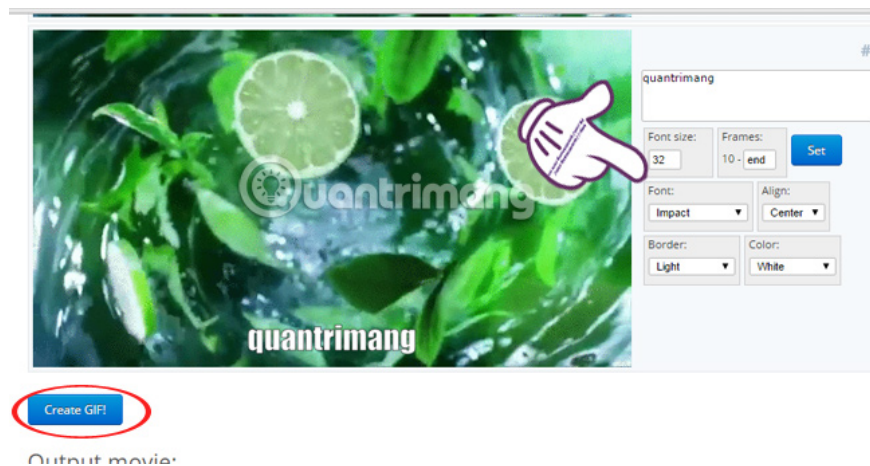 #
quantrimang
Font size:
Frames:
32
10 - end
Set
Font:
Align:
Impact
Center
Border:
Color:
Light
White
Quantrimang
quantrimang
Create GIF!
Output movie: